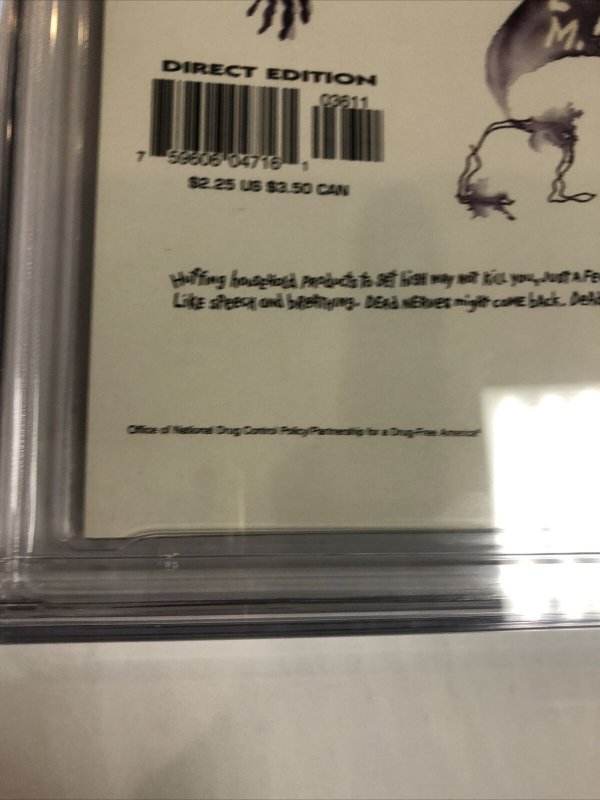 M.
DIRECT EDITION
03611
7 59606 04716 1
$2.25 US $3.50 CAN
Huffing household products to get high may not kill you. Just a Fe
Like speech and breathing. Dead nerves might come back. Dead
Office of National Drug Control Policy/Partnership for a Drug-Free America®